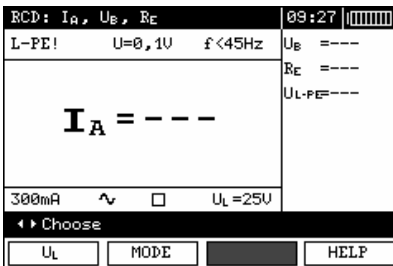 RCD: IA, UB, RE 09:27
L-PE! U=0,1V f<45Hz
UB =---
RE =---
UL-PE=---
IA = ---
300mA UL=25V
Choose
UL MODE HELP